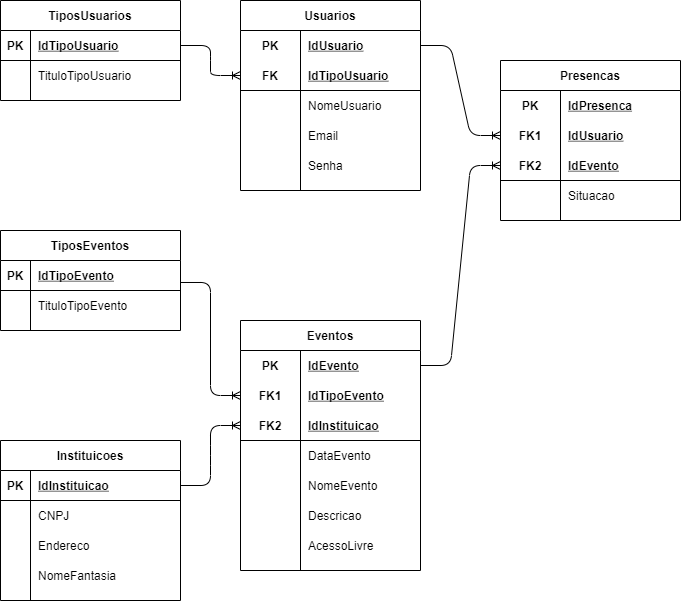 TiposUsuarios
PK IdTipoUsuario
TituloTipoUsuario
Usuarios
PK IdUsuario
FK IdTipoUsuario
NomeUsuario
Email
Senha
Presencas
PK IdPresenca
FK1 IdUsuario
FK2 IdEvento
Situacao
TiposEventos
PK IdTipoEvento
TituloTipoEvento
Eventos
PK IdEvento
FK1 IdTipoEvento
FK2 IdInstituicao
DataEvento
NomeEvento
Descricao
AcessoLivre
Instituicoes
PK IdInstituicao
CNPJ
Endereco
NomeFantasia